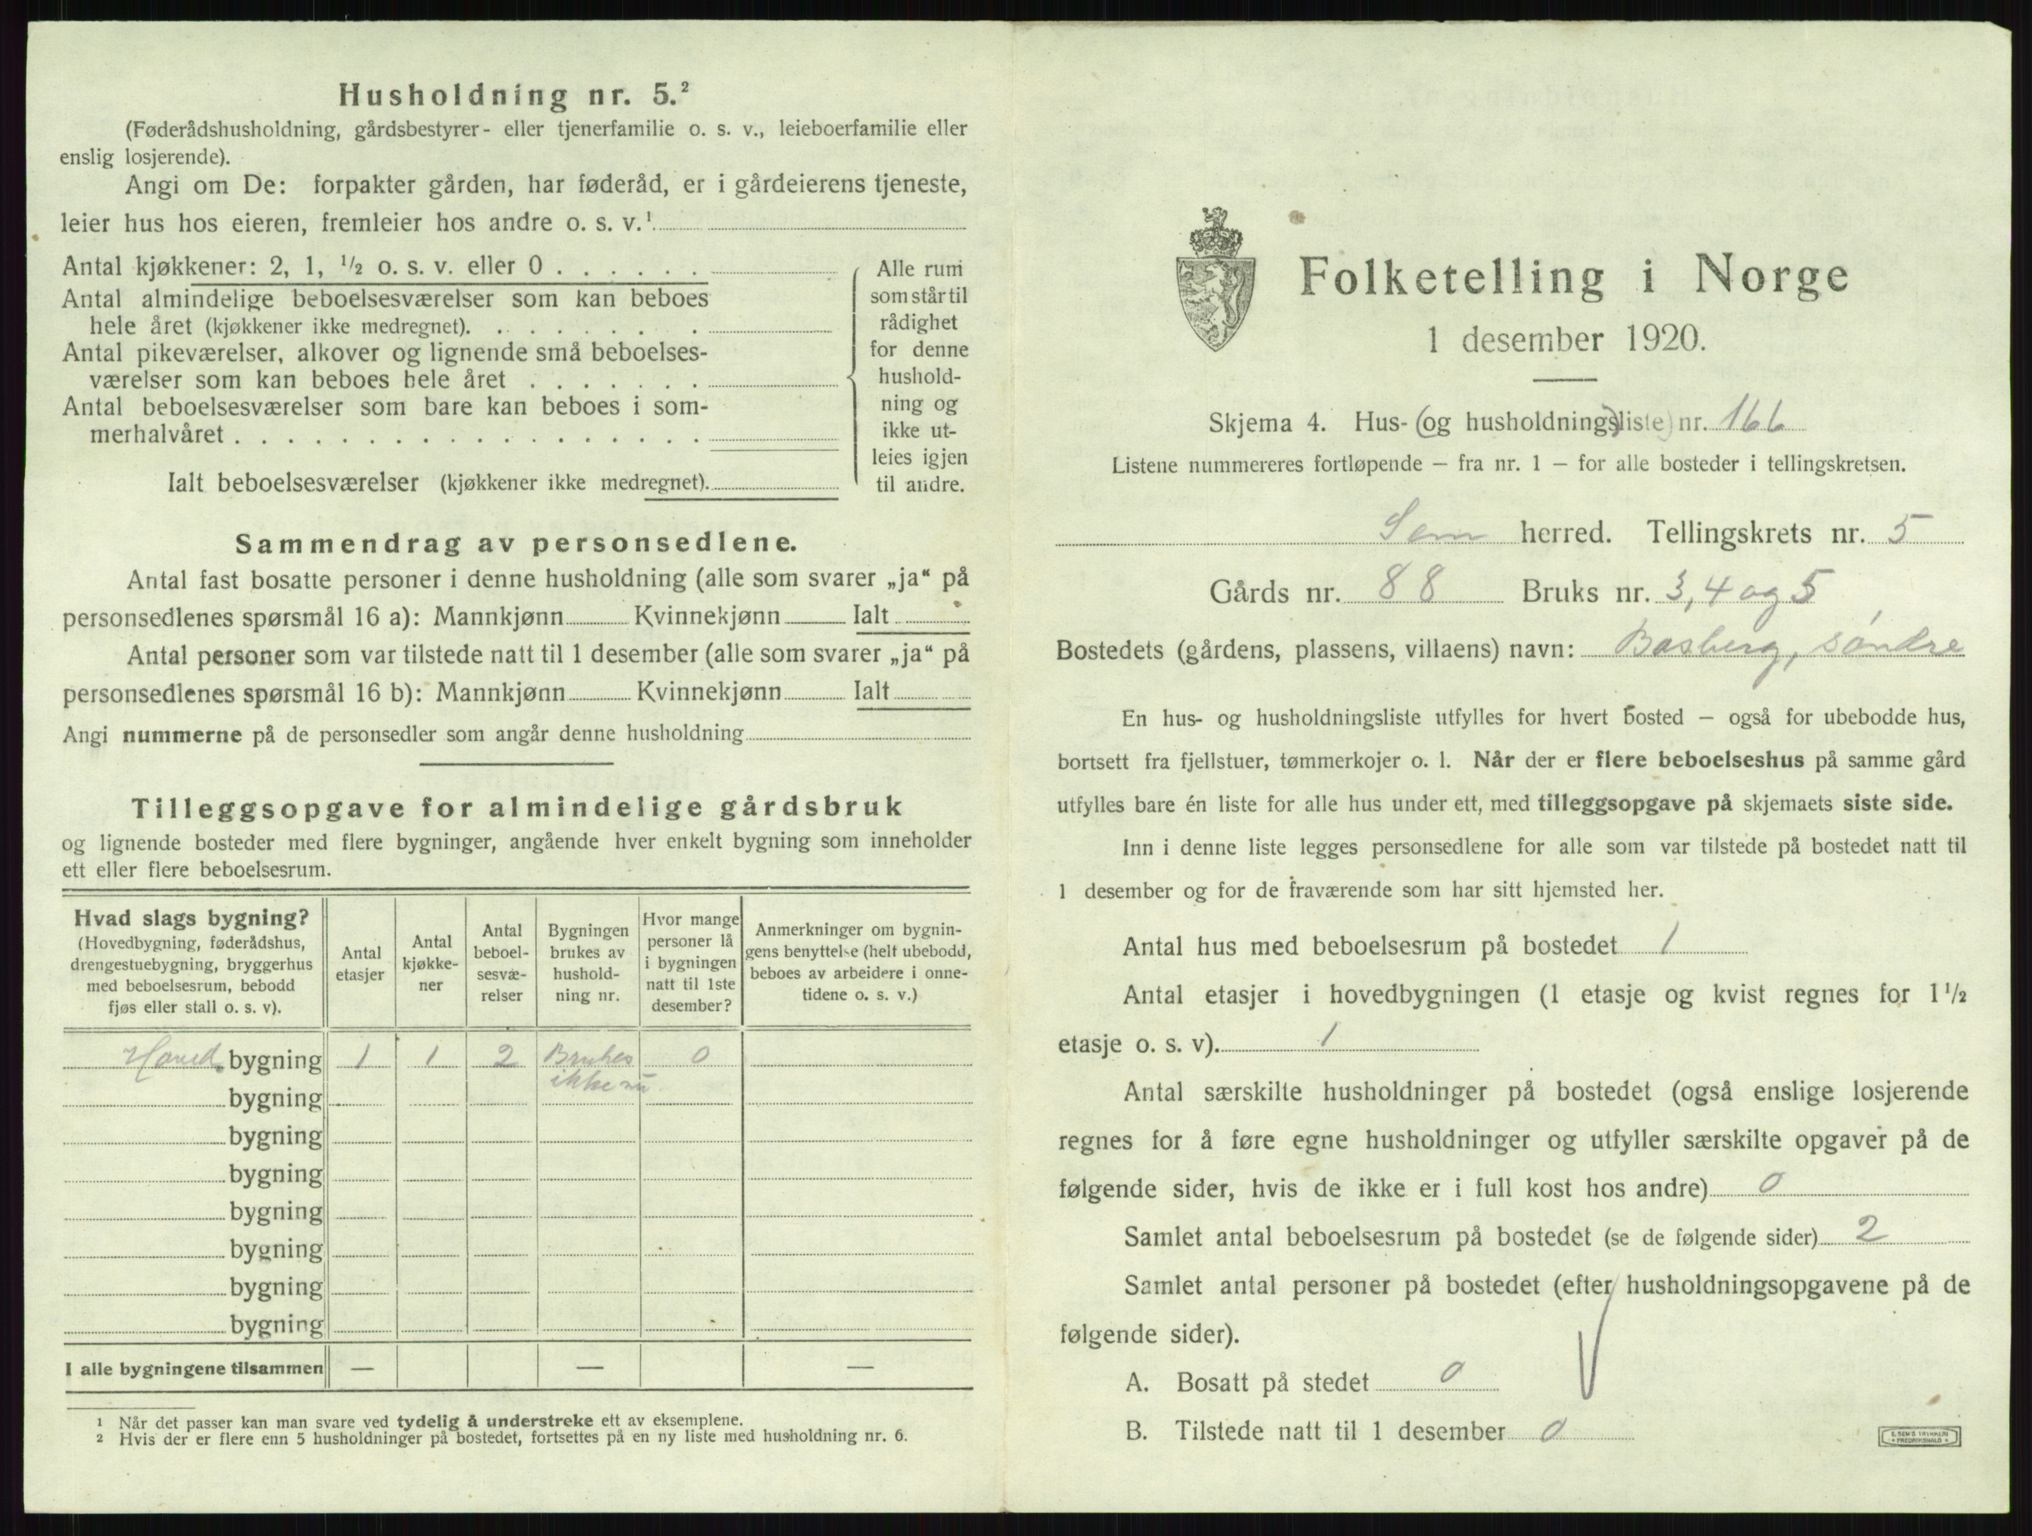 Husholdning nr. 5.²
(Føderådshusholdning, gårdsbestyrer- eller tjenerfamilie o. s. v., leieboerfamilie eller
enslig losjerende).
Angi om De: forpakter gården, har føderåd, er i gårdeierens tjeneste,
leier hus hos eieren, fremleier hos andre o. s. v.¹
Antal kjøkkener: 2, 1, ½ o. s. v. eller 0 . . . . . .
Antal almindelige beboelsesværelser som kan beboes
hele året (kjøkkener ikke medregnet). . . . . . . . .
Antal pikeværelser, alkover og lignende små beboelses-
værelser som kan beboes hele året . . . . . . .
Antal beboelsesværelser som bare kan beboes i som-
merhalvåret . . . . . . . . . . . . . . . . . .
Ialt beboelsesværelser (kjøkkener ikke medregnet).
Alle rum
som står til
rådighet
for denne
hushold-
ning og
ikke ut-
leies igjen
til andre.
Sammendrag av personsedlene.
Antal fast bosatte personer i denne husholdning (alle som svarer „ja“ på
personsedlenes spørsmål 16 a): Mannkjønn Kvinnekjønn Ialt
Antal personer som var tilstede natt til 1 desember (alle som svarer „ja“ på
personsedlenes spørsmål 16 b): Mannkjønn Kvinnekjønn Ialt
Angi nummerne på de personsedler som angår denne husholdning
Tilleggsopgave for almindelige gårdsbruk
og lignende bosteder med flere bygninger, angående hver enkelt bygning som inneholder
ett eller flere beboelsesrum.
Hvad slags bygning?
(Hovedbygning, føderådshus,
drengestuebygning, bryggerhus
med beboelsesrum, bebodd
fjøs eller stall o. s. v).
Antal
etasjer
Antal
kjøkke-
ner
Antal
beboel-
sesvæ-
relser
Bygningen
brukes av
hushold-
ning nr.
Hvor mange
personer lå
i bygningen
natt til 1ste
desember?
Anmerkninger om bygnin-
gens benyttelse (helt ubebodd,
beboes av arbeidere i onne-
tidene o. s. v.)
Hoved bygning 1 1 2 Brukes 0
ikke nu
bygning
bygning
bygning
bygning
bygning
bygning
bygning
I alle bygningene tilsammen — — —
¹ Når det passer kan man svare ved tydelig å understreke ett av eksemplene.
² Hvis der er flere enn 5 husholdninger på bostedet, fortsettes på en ny liste med husholdning nr. 6.
Folketelling i Norge
1 desember 1920.
Skjema 4. Hus- (og husholdnings)liste) nr. 166
Listene nummereres fortløpende — fra nr. 1 — for alle bosteder i tellingskretsen.
Sem herred. Tellingskrets nr. 5
Gårds nr. 88 Bruks nr. 3, 4 og 5
Bostedets (gårdens, plassens, villaens) navn: Basberg, søndre
En hus- og husholdningsliste utfylles for hvert bosted — også for ubebodde hus,
bortsett fra fjellstuer, tømmerkojer o. l. Når der er flere beboelseshus på samme gård
utfylles bare én liste for alle hus under ett, med tilleggsopgave på skjemaets siste side.
Inn i denne liste legges personsedlene for alle som var tilstede på bostedet natt til
1 desember og for de fraværende som har sitt hjemsted her.
Antal hus med beboelsesrum på bostedet 1
Antal etasjer i hovedbygningen (1 etasje og kvist regnes for 1½
etasje o. s. v). 1
Antal særskilte husholdninger på bostedet (også enslige losjerende
regnes for å føre egne husholdninger og utfyller særskilte opgaver på de
følgende sider, hvis de ikke er i full kost hos andre) 0
Samlet antal beboelsesrum på bostedet (se de følgende sider) 2
Samlet antal personer på bostedet (efter husholdningsopgavene på de
følgende sider).
A. Bosatt på stedet 0
B. Tilstede natt til 1 desember 0
E. SEM'S TRYKKERI
• FREDRIKSHALD •